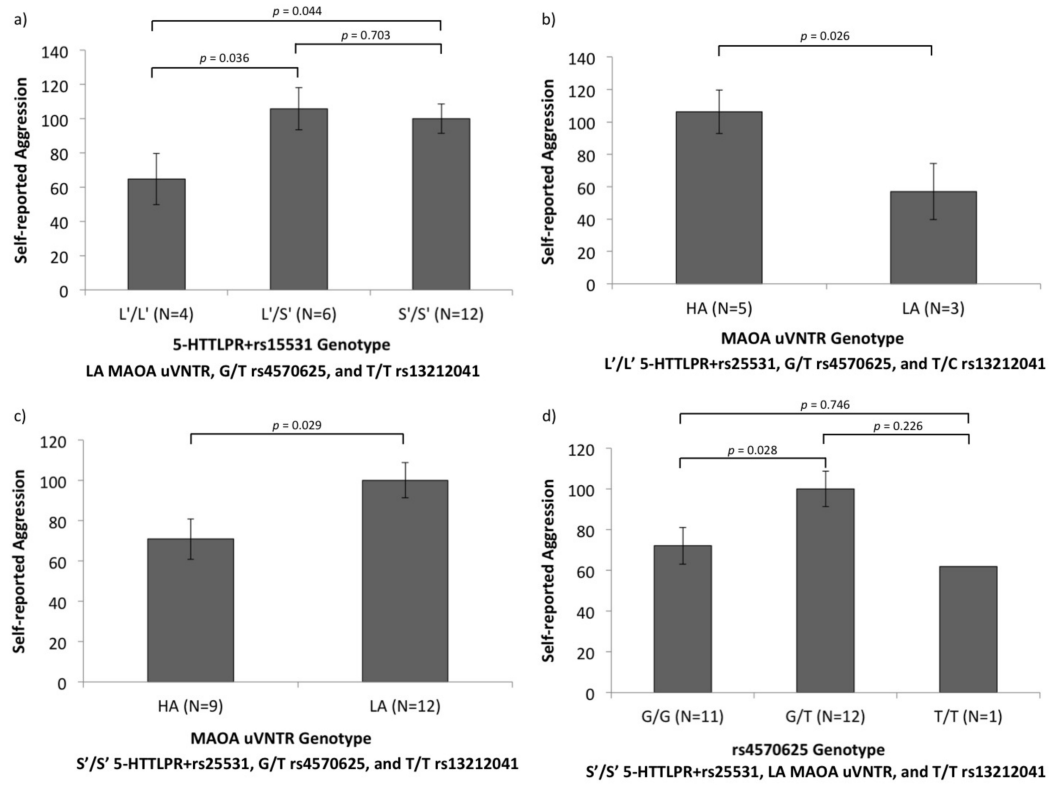 a)
p = 0.044
p = 0.703
p = 0.036
140
120
100
80
60
40
20
0
Self-reported Aggression
L'/L' (N=4) L'/S' (N=6) S'/S' (N=12)
5-HTTLPR+rs15531 Genotype
LA MAOA uVNTR, G/T rs4570625, and T/T rs13212041
b)
p = 0.026
140
120
100
80
60
40
20
0
Self-reported Aggression
HA (N=5) LA (N=3)
MAOA uVNTR Genotype
L’/L’ 5-HTTLPR+rs25531, G/T rs4570625, and T/C rs13212041
c)
p = 0.029
120
100
80
60
40
20
0
Self-reported Aggression
HA (N=9) LA (N=12)
MAOA uVNTR Genotype
S’/S’ 5-HTTLPR+rs25531, G/T rs4570625, and T/T rs13212041
d)
p = 0.746
p = 0.226
p = 0.028
120
100
80
60
40
20
0
Self-reported Aggression
G/G (N=11) G/T (N=12) T/T (N=1)
rs4570625 Genotype
S’/S’ 5-HTTLPR+rs25531, LA MAOA uVNTR, and T/T rs13212041